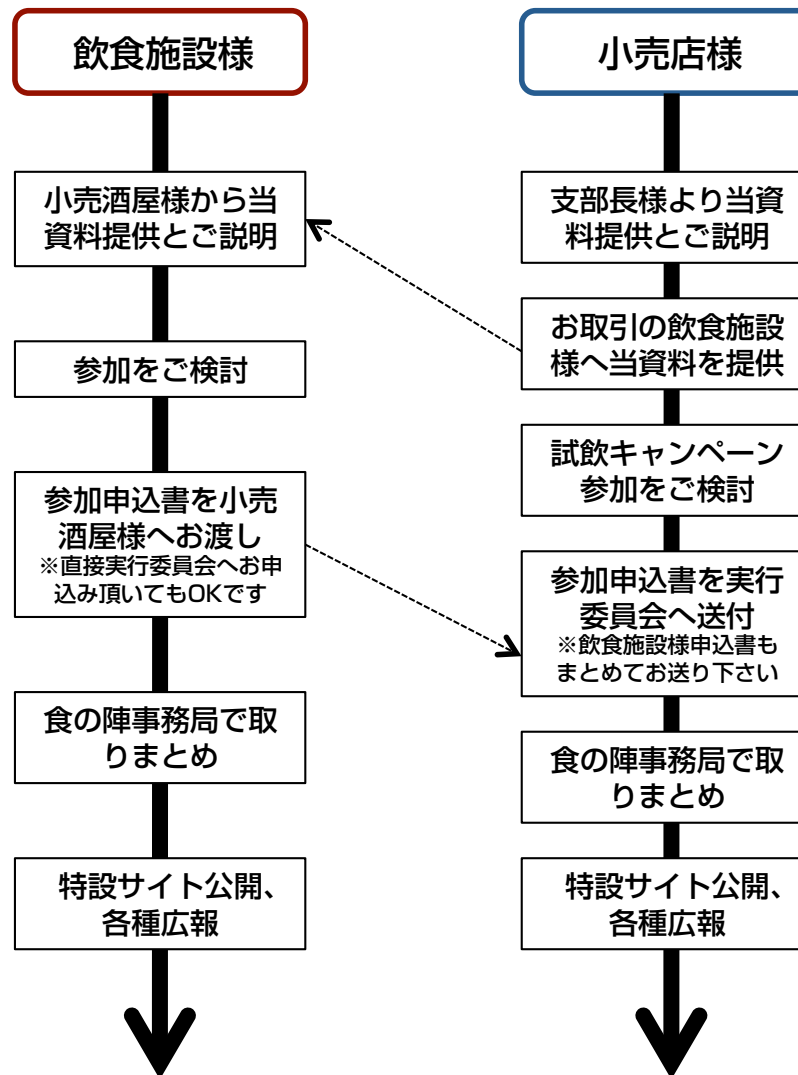 飲食施設様
小売酒屋様から当
資料提供とご説明
参加をご検討
参加申込書を小売
酒屋様へお渡し
※直接実行委員会へお申
込み頂いてもOKです
食の陣事務局で取
りまとめ
特設サイト公開、
各種広報
小売店様
支部長様より当資
料提供とご説明
お取引の飲食施設
様へ当資料を提供
試飲キャンペーン
参加をご検討
参加申込書を実行
委員会へ送付
※飲食施設様申込書も
まとめてお送り下さい
食の陣事務局で取
りまとめ
特設サイト公開、
各種広報